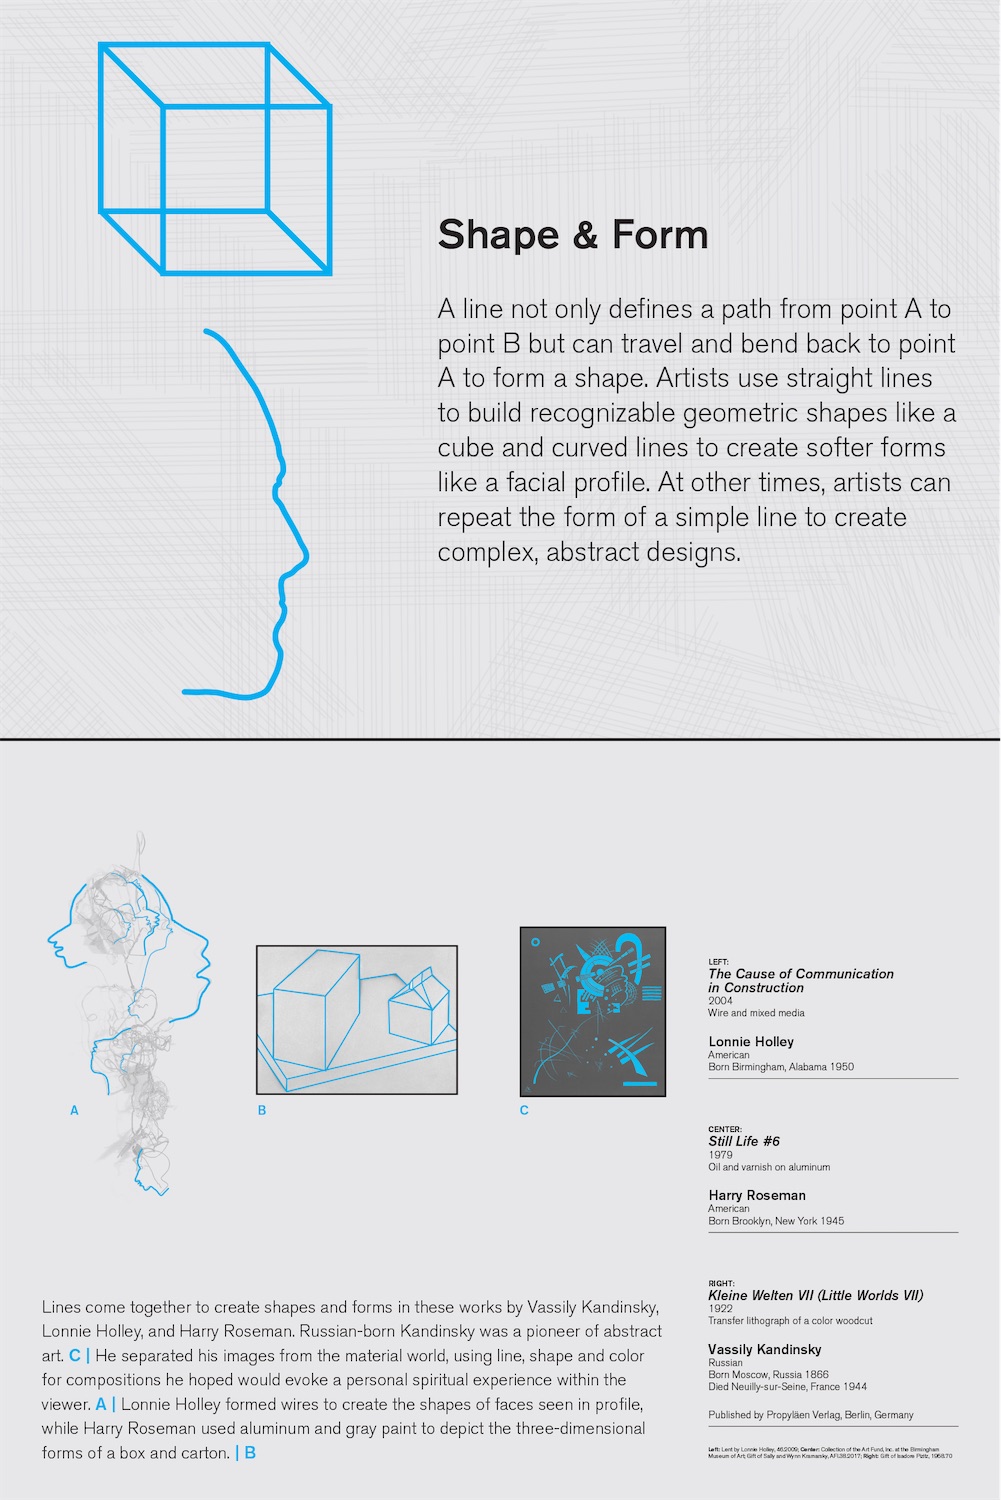 Shape & Form
A line not only defines a path from point A to
point B but can travel and bend back to point
A to form a shape. Artists use straight lines
to build recognizable geometric shapes like a
cube and curved lines to create softer forms
like a facial profile. At other times, artists can
repeat the form of a simple line to create
complex, abstract designs.
A
B
C
LEFT:
The Cause of Communication
in Construction
2004
Wire and mixed media
Lonnie Holley
American
Born Birmingham, Alabama 1950
CENTER:
Still Life #6
1979
Oil and varnish on aluminum
Harry Roseman
American
Born Brooklyn, New York 1945
RIGHT:
Kleine Welten VII (Little Worlds VII)
1922
Transfer lithograph of a color woodcut
Vassily Kandinsky
Russian
Born Moscow, Russia 1866
Died Neuilly-sur-Seine, France 1944
Published by Propyläen Verlag, Berlin, Germany
Left: Lent by Lonnie Holley, 46.2009; Center: Collection of the Art Fund, Inc. at the Birmingham
Museum of Art; Gift of Sally and Wynn Kramarsky, AFI.38.2017; Right: Gift of Isadore Pizitz, 1958.70
Lines come together to create shapes and forms in these works by Vassily Kandinsky,
Lonnie Holley, and Harry Roseman. Russian-born Kandinsky was a pioneer of abstract
art. C | He separated his images from the material world, using line, shape and color
for compositions he hoped would evoke a personal spiritual experience within the
viewer. A | Lonnie Holley formed wires to create the shapes of faces seen in profile,
while Harry Roseman used aluminum and gray paint to depict the three-dimensional
forms of a box and carton. | B